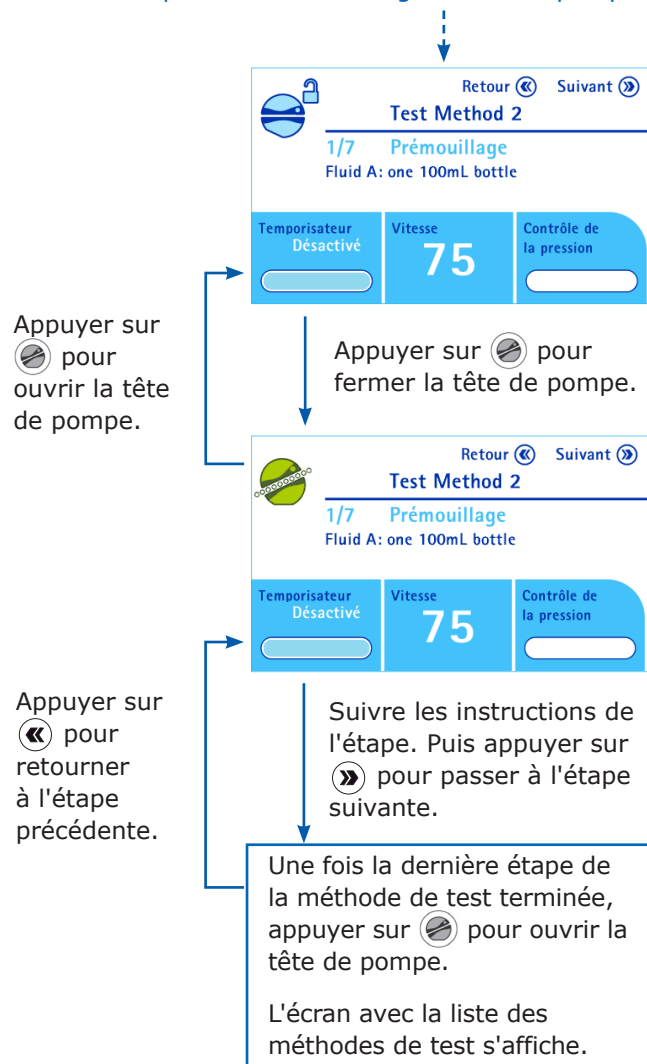 Retour Suivant
Test Method 2
1/7 Prémouillage
Fluid A: one 100mL bottle
Temporisateur
Désactivé
Vitesse
75
Contrôle de
la pression
Appuyer sur
pour
ouvrir la tête
de pompe.
Appuyer sur pour
fermer la tête de pompe.
Retour Suivant
Test Method 2
1/7 Prémouillage
Fluid A: one 100mL bottle
Temporisateur
Désactivé
Vitesse
75
Contrôle de
la pression
Appuyer sur
pour
retourner
à l'étape
précédente.
Suivre les instructions de
l'étape. Puis appuyer sur
pour passer à l'étape
suivante.
Une fois la dernière étape de
la méthode de test terminée,
appuyer sur pour ouvrir la
tête de pompe.
L'écran avec la liste des
méthodes de test s'affiche.